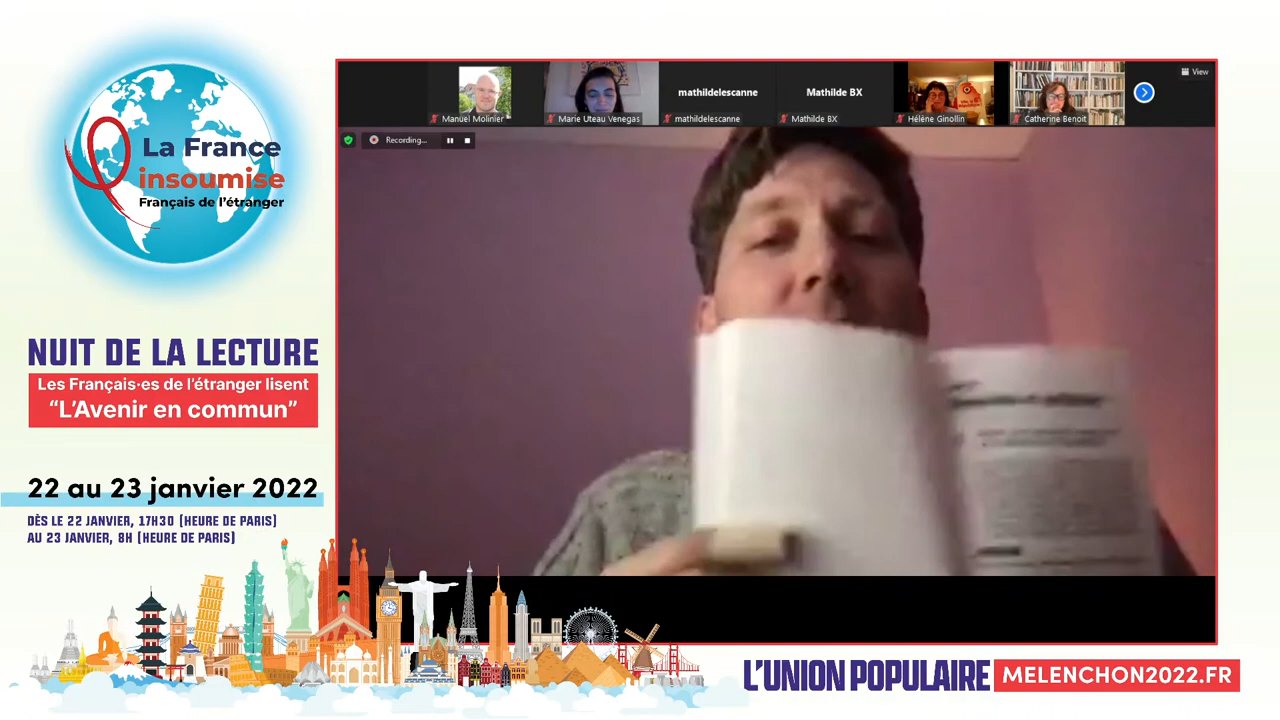 La France
insoumise
Français de l'étranger
NUIT DE LA LECTURE
Les Français·es de l'étranger lisent
“L'Avenir en commun”
22 au 23 janvier 2022
DÈS LE 22 JANVIER, 17H30 (HEURE DE PARIS)
AU 23 JANVIER, 8H (HEURE DE PARIS)
Manuel Molinier
Marie Uteau Venegas
mathildelescanne
mathildelescanne
Mathilde BX
Mathilde BX
Hélène Ginollin
Catherine Benoit
View
Recording...
L'UNION POPULAIRE
MELENCHON2022.FR